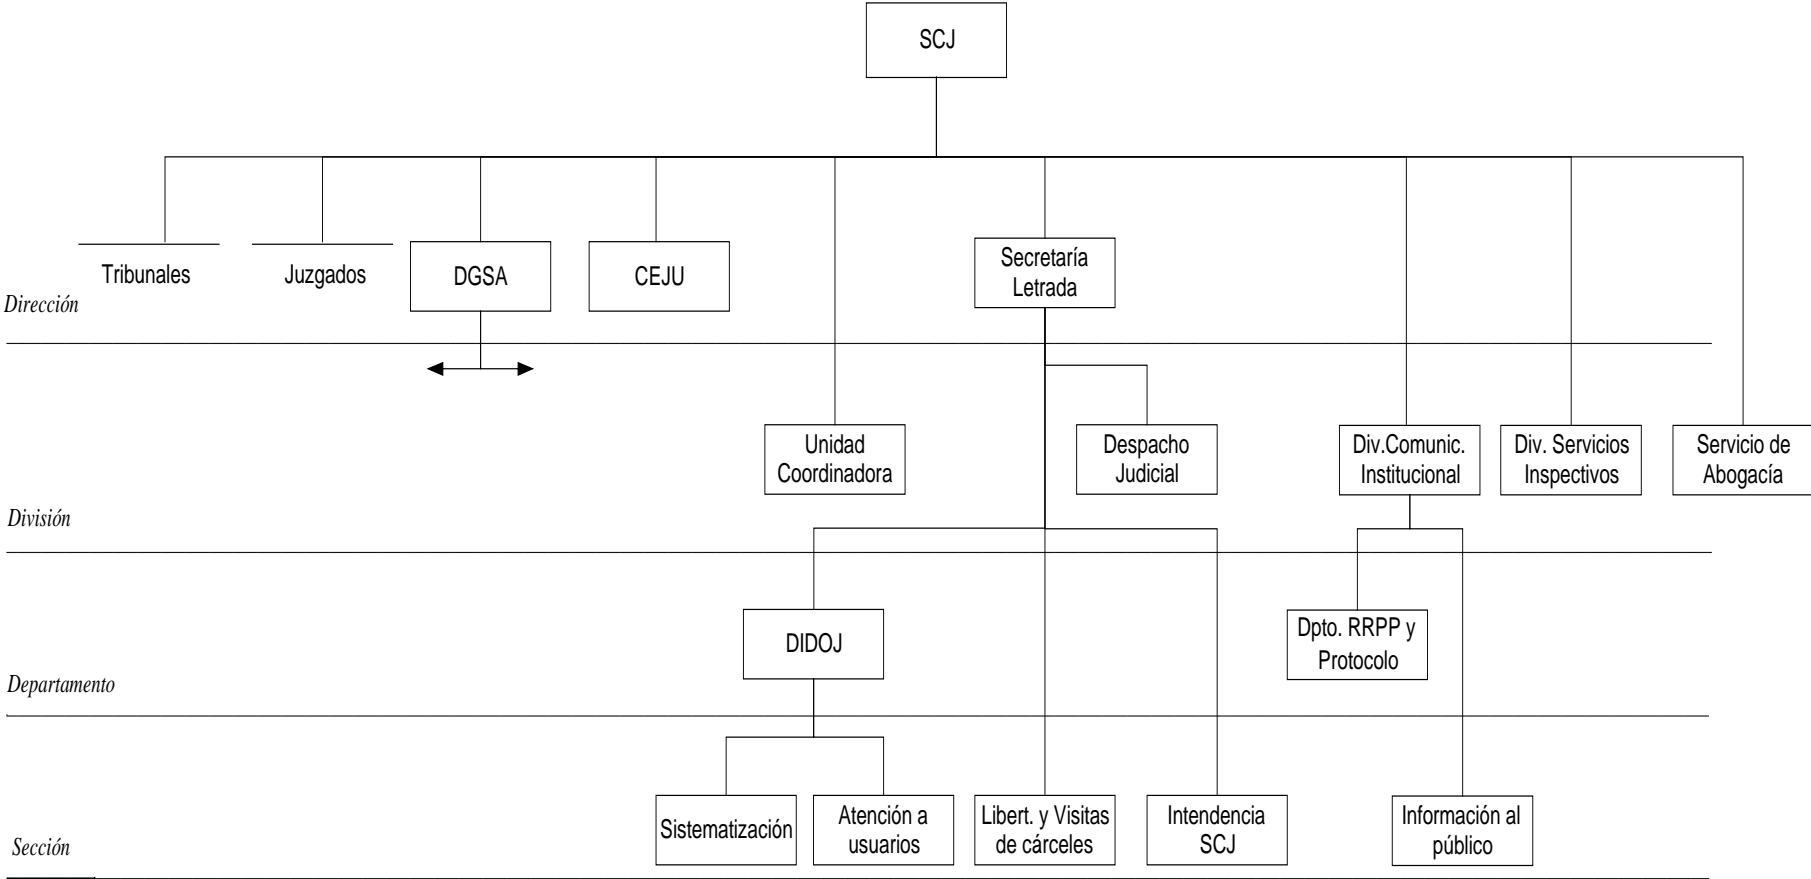 SCJ
Tribunales
Juzgados
DGSA
CEJU
Secretaría
Letrada
Dirección
Unidad
Coordinadora
Despacho
Judicial
Div.Comunic.
Institucional
Div. Servicios
Inspectivos
Servicio de
Abogacía
División
DIDOJ
Dpto. RRPP y
Protocolo
Departamento
Sistematización
Atención a
usuarios
Libert. y Visitas
de cárceles
Intendencia
SCJ
Información al
público
Sección